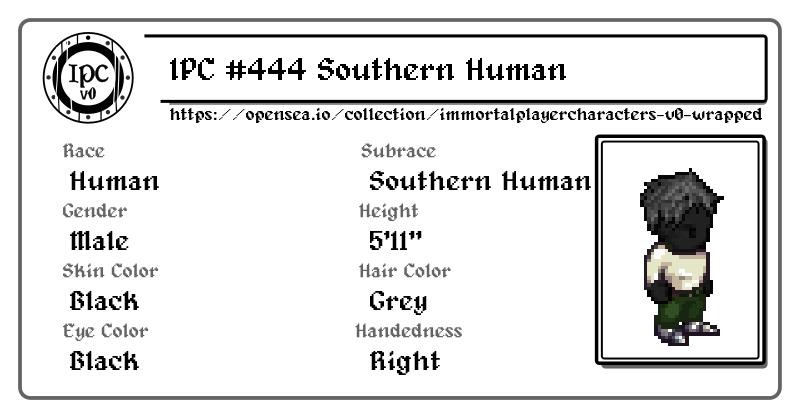 IPC
v0
IPC #444 Southern Human
https://opensea.io/collection/immortalplayercharacters-v0-wrapped
Race
Subrace
Human
Southern Human
Gender
Height
Male
5'11"
Skin Color
Hair Color
Black
Grey
Eye Color
Handedness
Black
Right